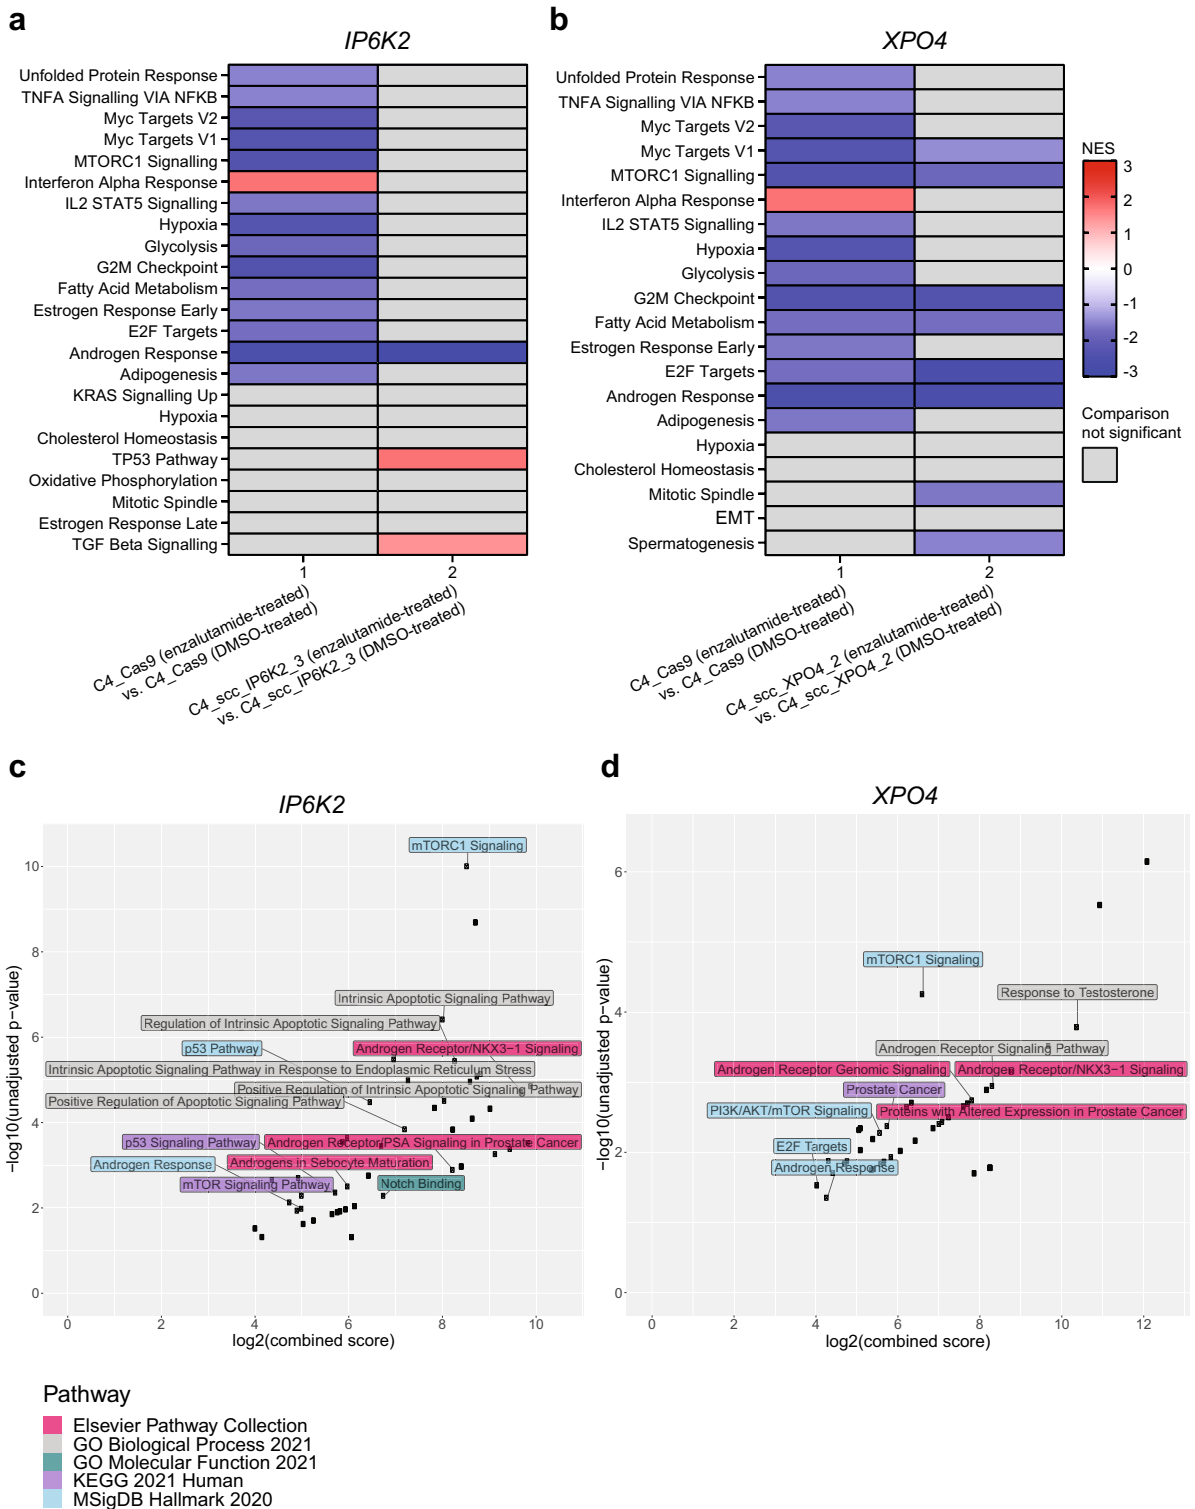 a
IP6K2
Unfolded Protein Response
TNFA Signalling VIA NFKB
Myc Targets V2
Myc Targets V1
MTORC1 Signalling
Interferon Alpha Response
IL2 STAT5 Signalling
Hypoxia
Glycolysis
G2M Checkpoint
Fatty Acid Metabolism
Estrogen Response Early
E2F Targets
Androgen Response
Adipogenesis
KRAS Signalling Up
Hypoxia
Cholesterol Homeostasis
TP53 Pathway
Oxidative Phosphorylation
Mitotic Spindle
Estrogen Response Late
TGF Beta Signalling
1
2
C4_Cas9 (enzalutamide-treated)
vs. C4_Cas9 (DMSO-treated)
C4_scc_IP6K2_3 (enzalutamide-treated)
vs. C4_scc_IP6K2_3 (DMSO-treated)
b
XPO4
Unfolded Protein Response
TNFA Signalling VIA NFKB
Myc Targets V2
Myc Targets V1
MTORC1 Signalling
Interferon Alpha Response
IL2 STAT5 Signalling
Hypoxia
Glycolysis
G2M Checkpoint
Fatty Acid Metabolism
Estrogen Response Early
E2F Targets
Androgen Response
Adipogenesis
Hypoxia
Cholesterol Homeostasis
Mitotic Spindle
EMT
Spermatogenesis
1
2
C4_Cas9 (enzalutamide-treated)
vs. C4_Cas9 (DMSO-treated)
C4_scc_XPO4_2 (enzalutamide-treated)
vs. C4_scc_XPO4_2 (DMSO-treated)
NES
3
2
1
0
-1
-2
-3
Comparison
not significant
c
IP6K2
−log10(unadjusted p−value)
10
8
6
4
2
0
mTORC1 Signaling
Intrinsic Apoptotic Signaling Pathway
Regulation of Intrinsic Apoptotic Signaling Pathway
p53 Pathway
Androgen Receptor/NKX3−1 Signaling
Intrinsic Apoptotic Signaling Pathway in Response to Endoplasmic Reticulum Stress
Positive Regulation of Intrinsic Apoptotic Signaling Pathway
Positive Regulation of Apoptotic Signaling Pathway
p53 Signaling Pathway
Androgen Receptor/PSA Signaling in Prostate Cancer
Androgen Response
Androgens in Sebocyte Maturation
mTOR Signaling Pathway
Notch Binding
0
2
4
6
8
10
log2(combined score)
d
XPO4
−log10(unadjusted p−value)
6
4
2
0
mTORC1 Signaling
Response to Testosterone
Androgen Receptor Signaling Pathway
Androgen Receptor Genomic Signaling
Androgen Receptor/NKX3−1 Signaling
Prostate Cancer
PI3K/AKT/mTOR Signaling
Proteins with Altered Expression in Prostate Cancer
E2F Targets
Androgen Response
0
2
4
6
8
10
12
log2(combined score)
Pathway
Elsevier Pathway Collection
GO Biological Process 2021
GO Molecular Function 2021
KEGG 2021 Human
MSigDB Hallmark 2020